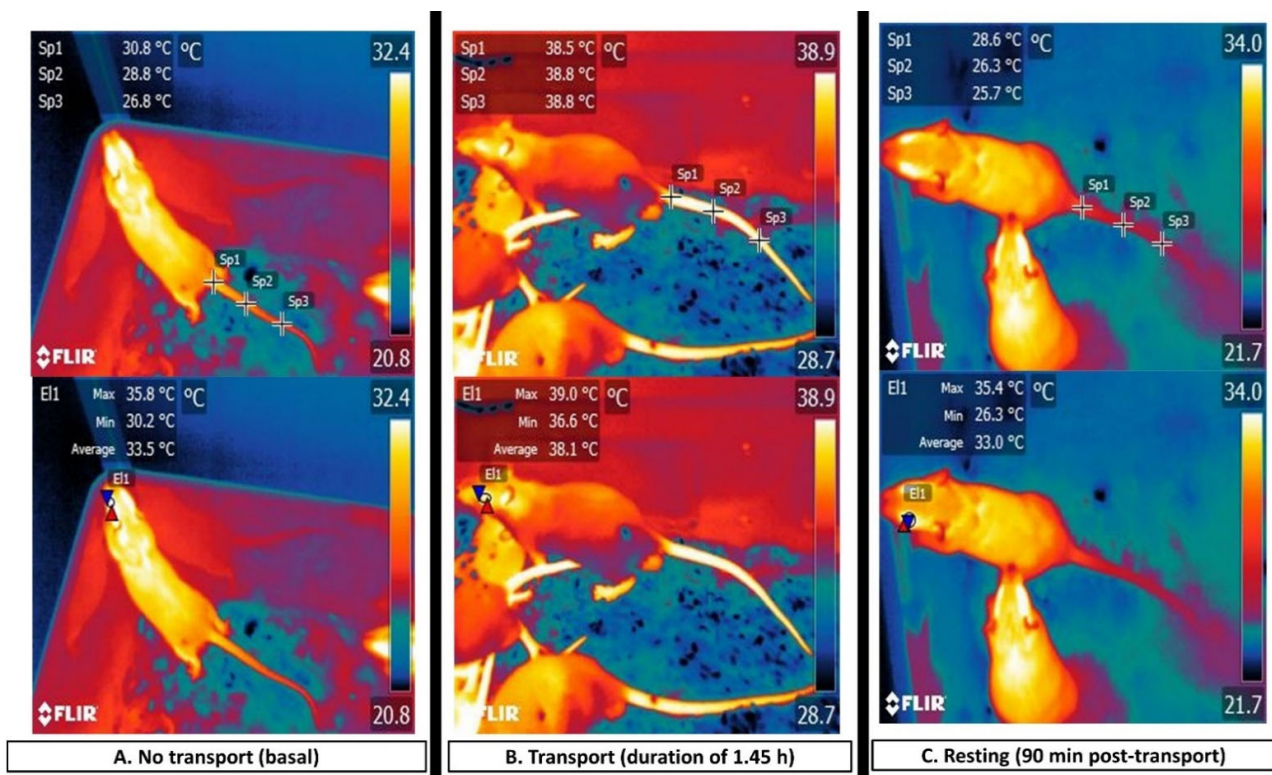 Sp1 30.8 °C °C 32.4
Sp2 28.8 °C
Sp3 26.8 °C
Sp1
Sp2
Sp3
FLIR 20.8
El1 Max 35.8 °C °C 32.4
Min 30.2 °C
Average 33.5 °C
El1
FLIR 20.8
A. No transport (basal)
Sp1 38.5 °C °C 38.9
Sp2 38.8 °C
Sp3 38.8 °C
Sp1
Sp2
Sp3
FLIR 28.7
El1 Max 39.0 °C °C 38.9
Min 36.6 °C
Average 38.1 °C
El1
FLIR 28.7
B. Transport (duration of 1.45 h)
Sp1 28.6 °C °C 34.0
Sp2 26.3 °C
Sp3 25.7 °C
Sp1
Sp2
Sp3
FLIR 21.7
El1 Max 35.4 °C °C 34.0
Min 26.3 °C
Average 33.0 °C
El1
FLIR 21.7
C. Resting (90 min post-transport)